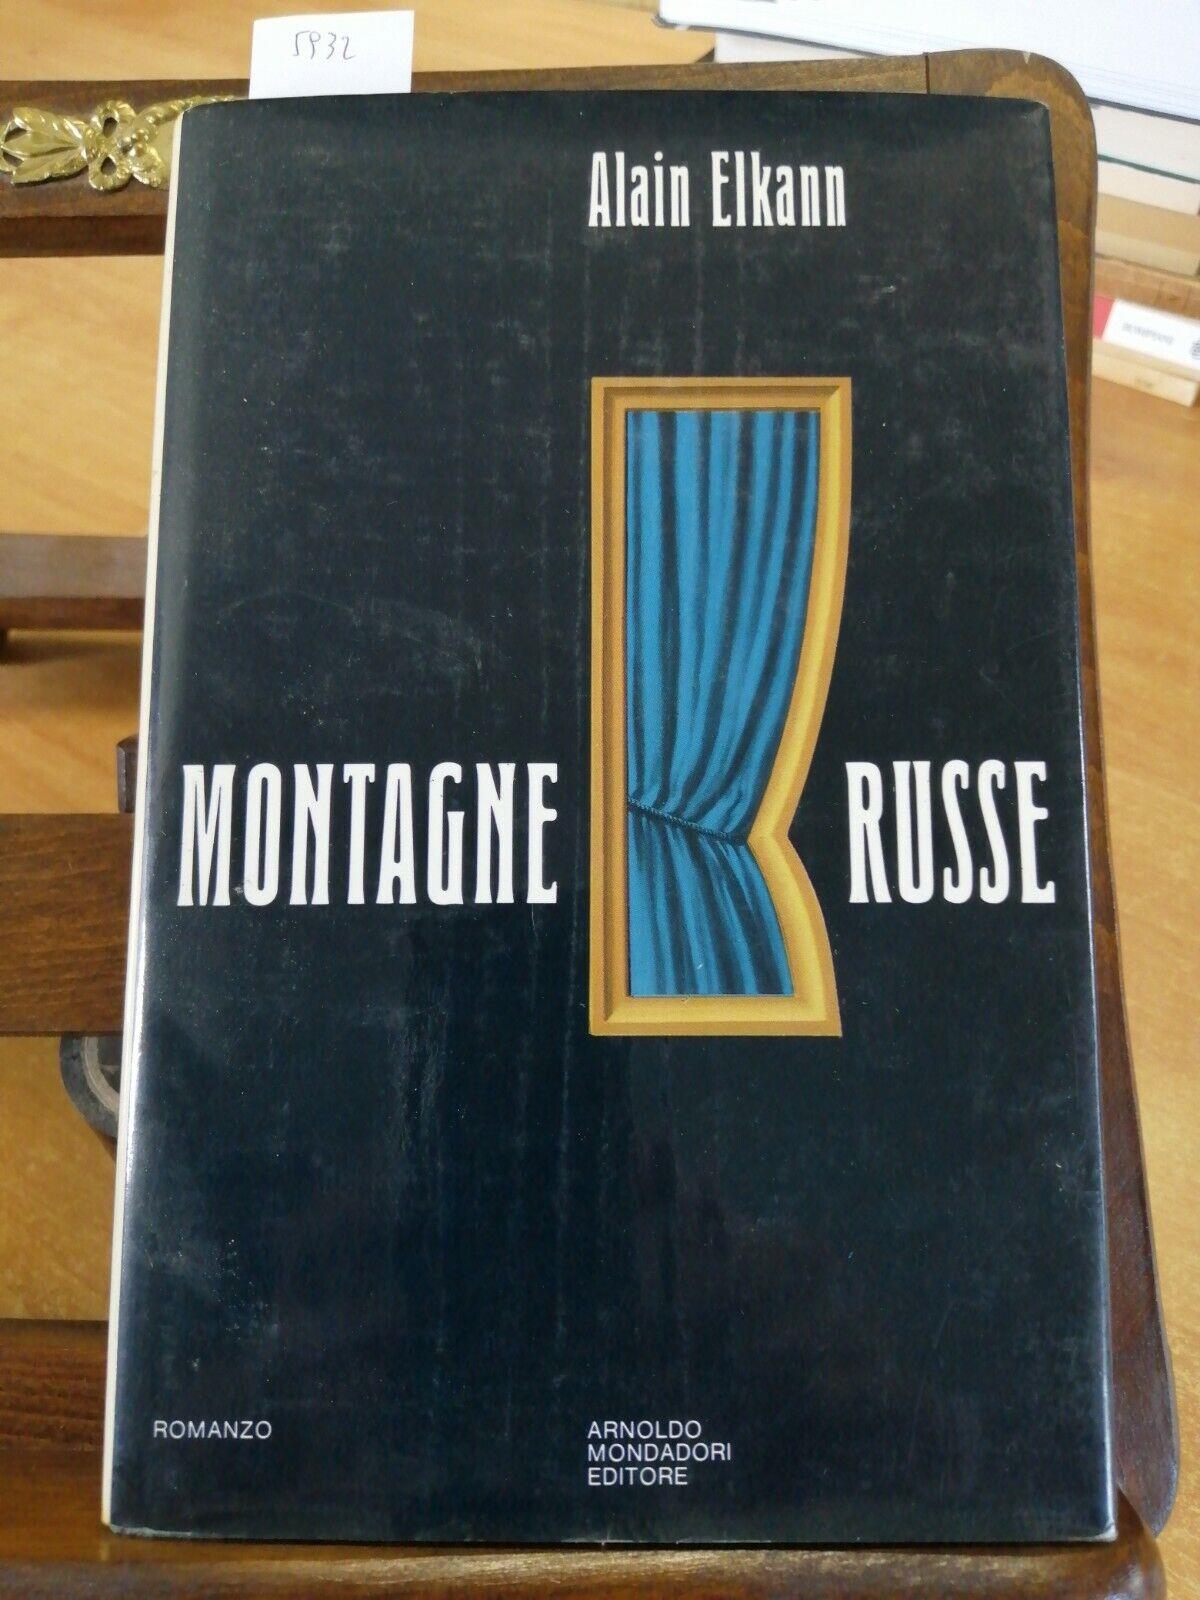 5932
Alain Elkann
MONTAGNE RUSSE
ROMANZO
ARNOLDO
MONDADORI
EDITORE